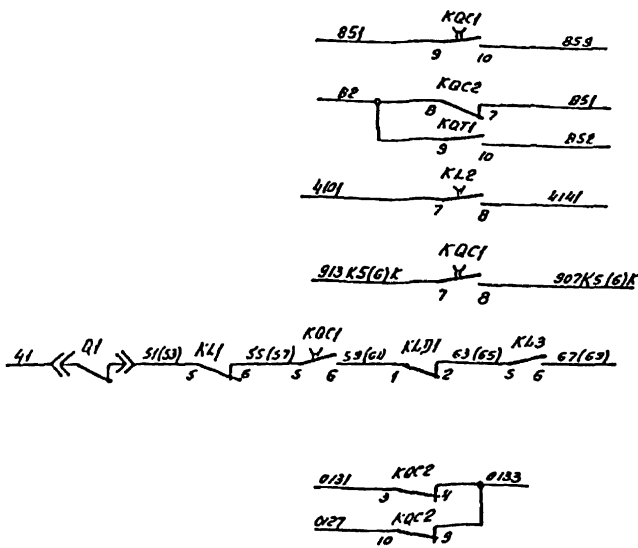 KQC1
851 859
9 10
KQC2
B2 851
8 7
KQT1
852
9 10
KL2
4101 4141
7 8
KQC1
913K5(6)K 907K5(6)K
7 8
41 Q1 51(53) KL1 55(57) KQC1 59(61) KLD1 63(65) KL3 67(69)
5 6 5 6 1 2 5 6
KQC2
0131 0133
3 4
KQC2
0127
10 9